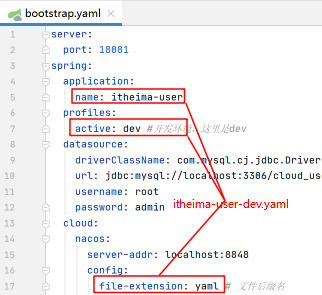 bootstrap.yaml
1 server:
2 port: 18081
3 spring:
4 application:
5 name: itheima-user
6 profiles:
7 active: dev #开发环境，这里是dev
8 datasource:
9 driverClassName: com.mysql.cj.jdbc.Driver
10 url: jdbc:mysql://localhost:3306/cloud_use
11 username: root
12 password: admin
itheima-user-dev.yaml
13 cloud:
14 nacos:
15 server-addr: localhost:8848
16 config:
17 file-extension: yaml # 文件后缀名